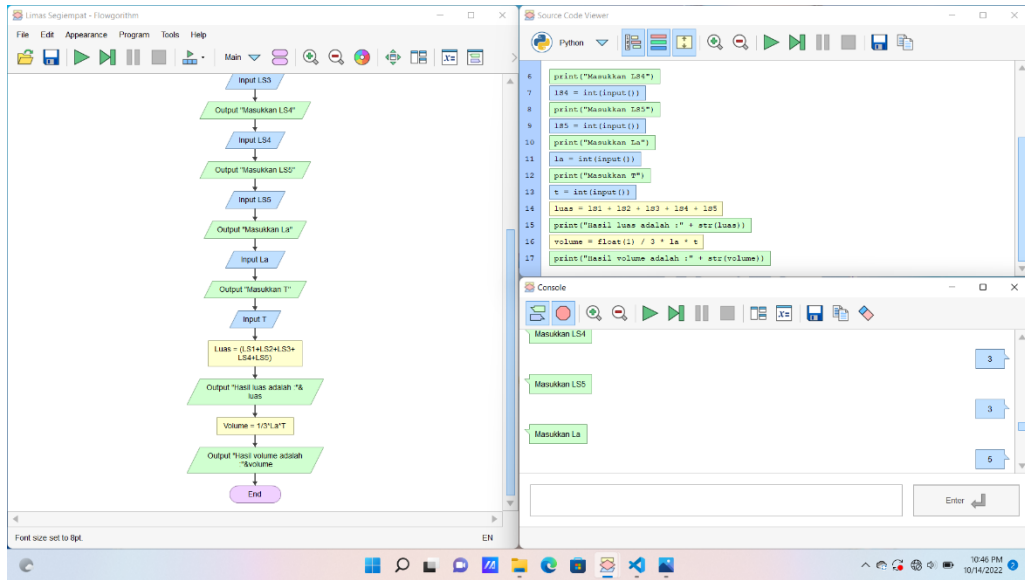 Limas Segiempat - Flowgorithm
File Edit Appearance Program Tools Help
Main
Input LS3
Output "Masukkan LS4"
Input LS4
Output "Masukkan LS5"
Input LS5
Output "Masukkan La"
Input La
Output "Masukkan T"
Input T
Luas = (LS1+LS2+LS3+
LS4+LS5)
Output "Hasil luas adalah :"&
luas
Volume = 1/3*La*T
Output "Hasil volume adalah
:"&volume
End
Font size set to 8pt.
EN
Source Code Viewer
Python
6 print("Masukkan LS4")
7 lS4 = int(input())
8 print("Masukkan LS5")
9 lS5 = int(input())
10 print("Masukkan La")
11 la = int(input())
12 print("Masukkan T")
13 t = int(input())
14 luas = lS1 + lS2 + lS3 + lS4 + lS5
15 print("Hasil luas adalah :" + str(luas))
16 volume = float(1) / 3 * la * t
17 print("Hasil volume adalah :" + str(volume))
Console
Masukkan LS4
3
Masukkan LS5
3
Masukkan La
5
Enter
10:46 PM
10/14/2022